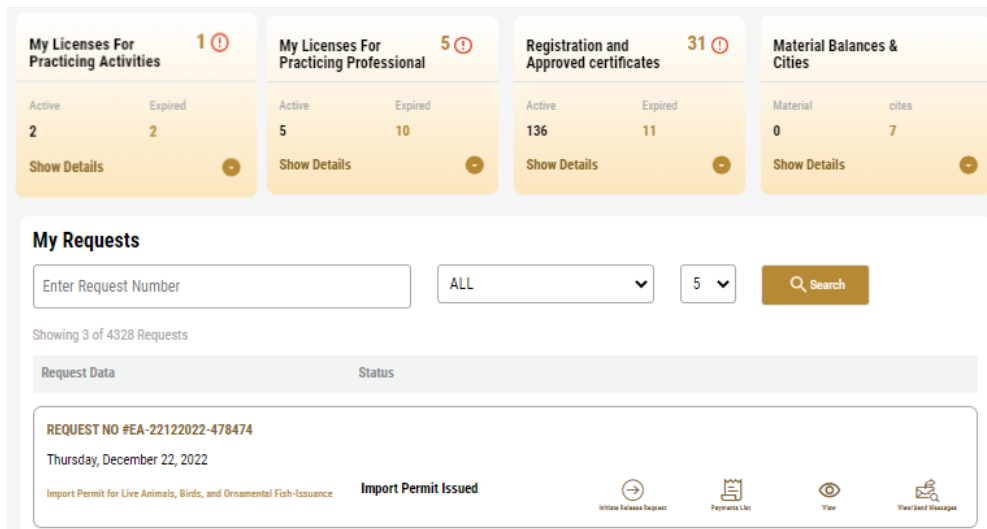 My Licenses For
Practicing Activities
1
Active
Expired
2
2
Show Details
My Licenses For
Practicing Professional
5
Active
Expired
5
10
Show Details
Registration and
Approved certificates
31
Active
Expired
136
11
Show Details
Material Balances &
Cities
Material
cites
0
7
Show Details
My Requests
Enter Request Number
ALL
5
Search
Showing 3 of 4328 Requests
Request Data
Status
REQUEST NO #EA-22122022-478474
Thursday, December 22, 2022
Import Permit for Live Animals, Birds, and Ornamental Fish-Issuance
Import Permit Issued
Initiate Release Request
Payments List
View
View/Send Messages